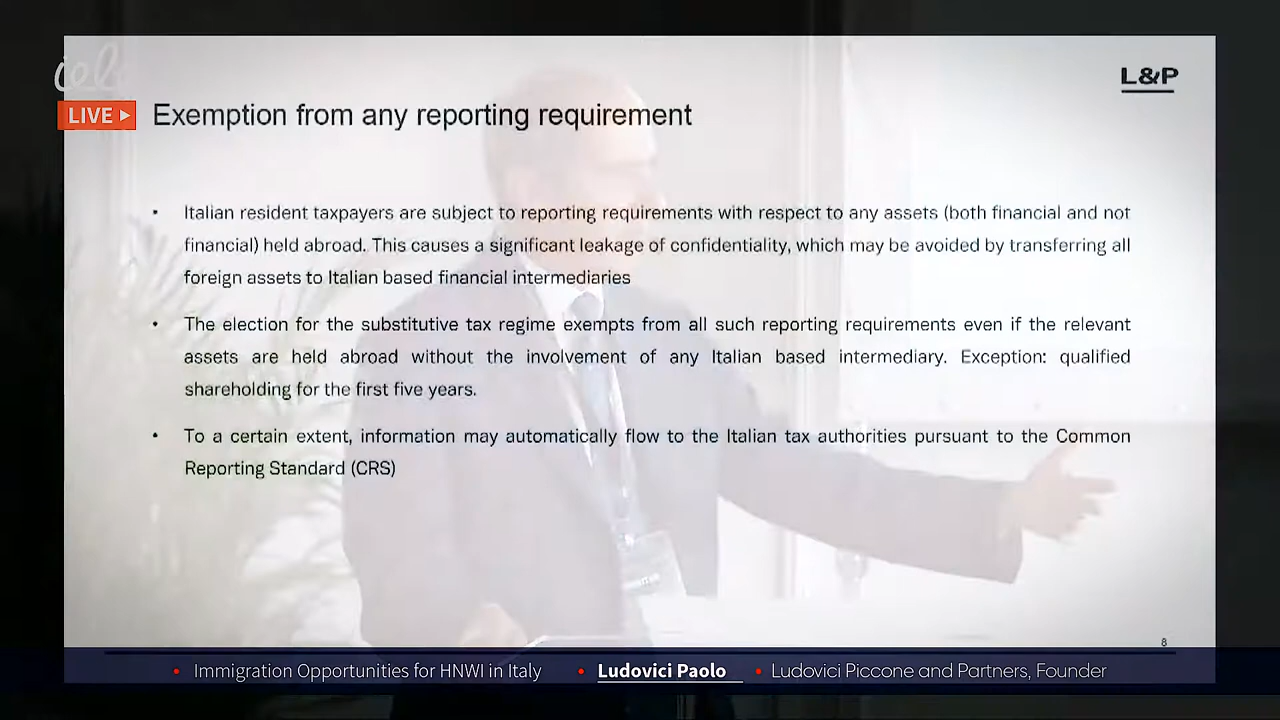 L&P
LIVE
Exemption from any reporting requirement
• Italian resident taxpayers are subject to reporting requirements with respect to any assets (both financial and not
financial) held abroad. This causes a significant leakage of confidentiality, which may be avoided by transferring all
foreign assets to Italian based financial intermediaries
• The election for the substitutive tax regime exempts from all such reporting requirements even if the relevant
assets are held abroad without the involvement of any Italian based intermediary. Exception: qualified
shareholding for the first five years.
• To a certain extent, information may automatically flow to the Italian tax authorities pursuant to the Common
Reporting Standard (CRS)
8
• Immigration Opportunities for HNWI in Italy • Ludovici Paolo • Ludovici Piccone and Partners, Founder